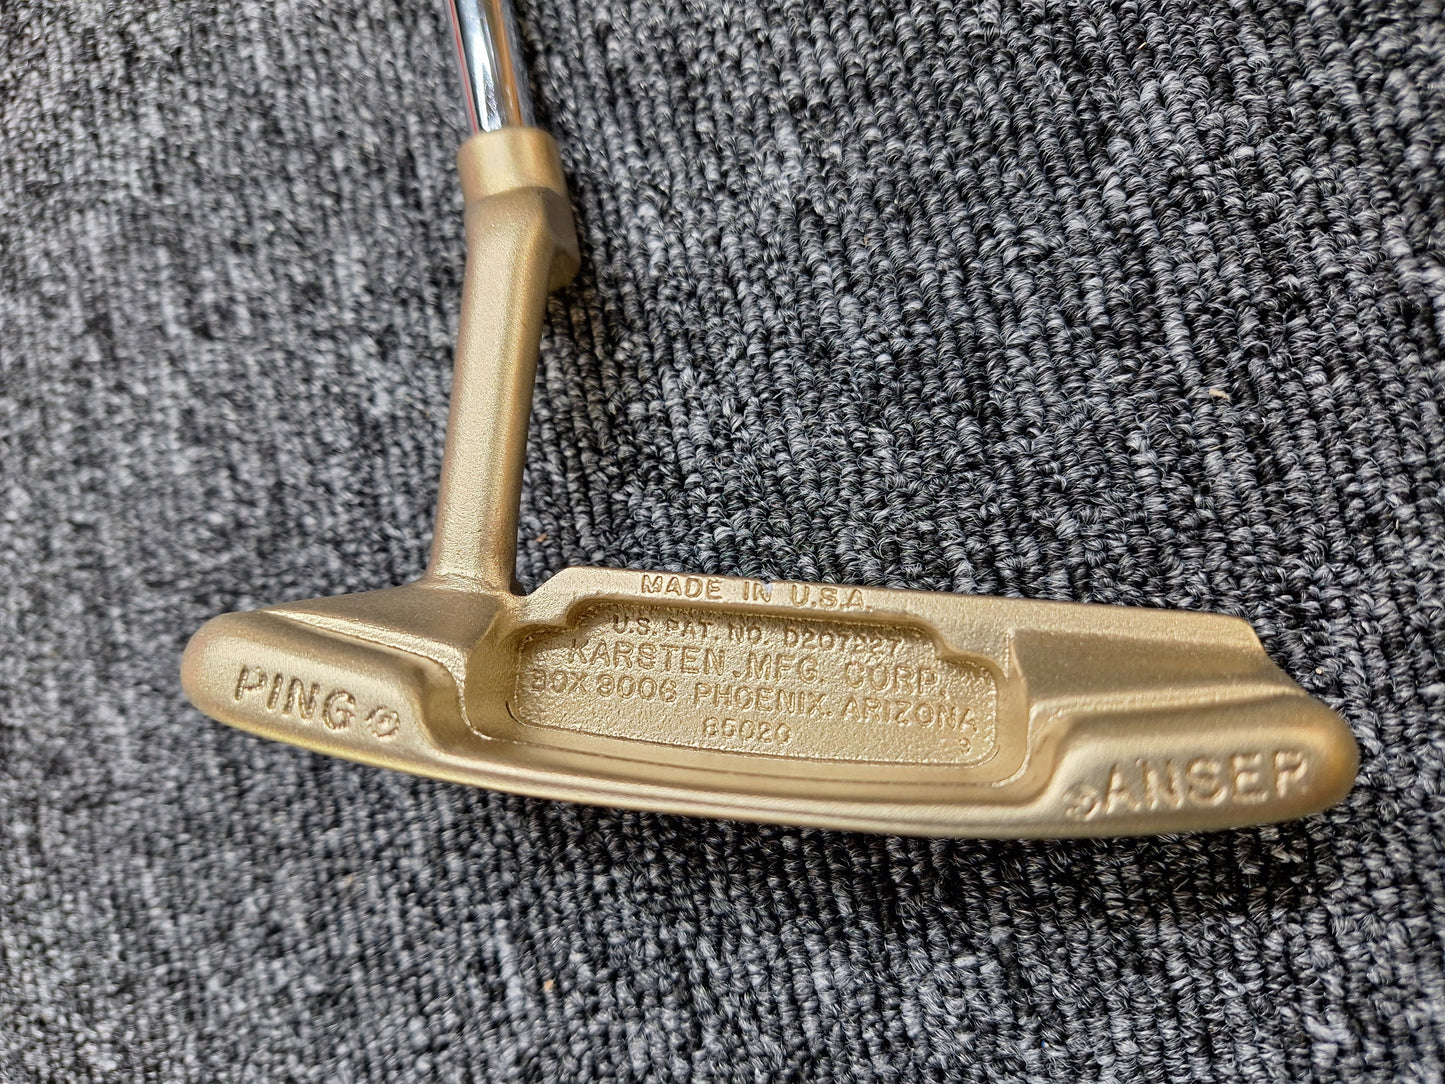 MADE IN U.S.A.
U.S. PAT. NO. D207227
KARSTEN MFG. CORP.
BOX 9006 PHOENIX, ARIZONA
85020
PING
ANSER